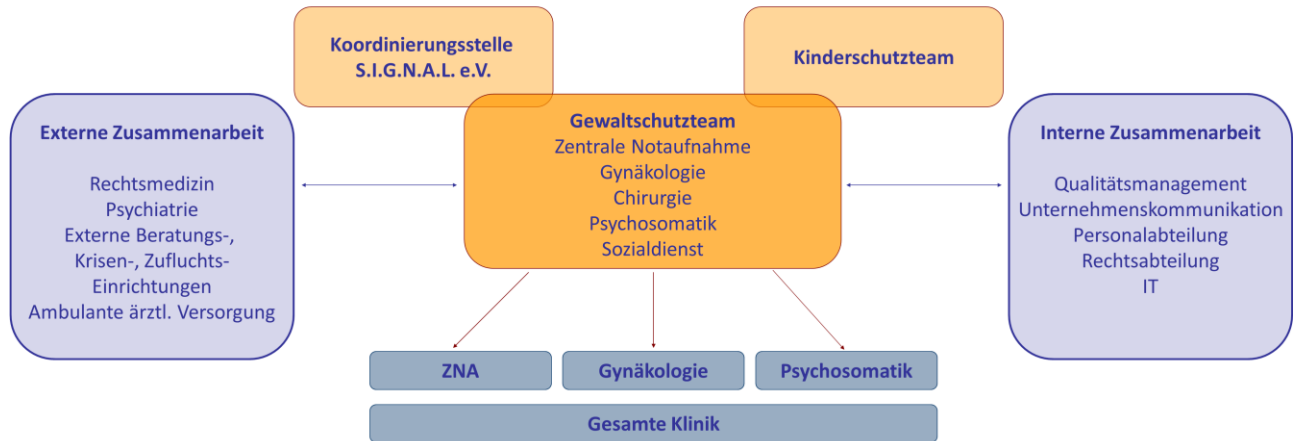 Koordinierungsstelle
S.I.G.N.A.L. e.V.
Kinderschutzteam
Externe Zusammenarbeit
Rechtsmedizin
Psychiatrie
Externe Beratungs-,
Krisen-, Zufluchts-
Einrichtungen
Ambulante ärztl. Versorgung
Gewaltschutzteam
Zentrale Notaufnahme
Gynäkologie
Chirurgie
Psychosomatik
Sozialdienst
Interne Zusammenarbeit
Qualitätsmanagement
Unternehmenskommunikation
Personalabteilung
Rechtsabteilung
IT
ZNA
Gynäkologie
Psychosomatik
Gesamte Klinik